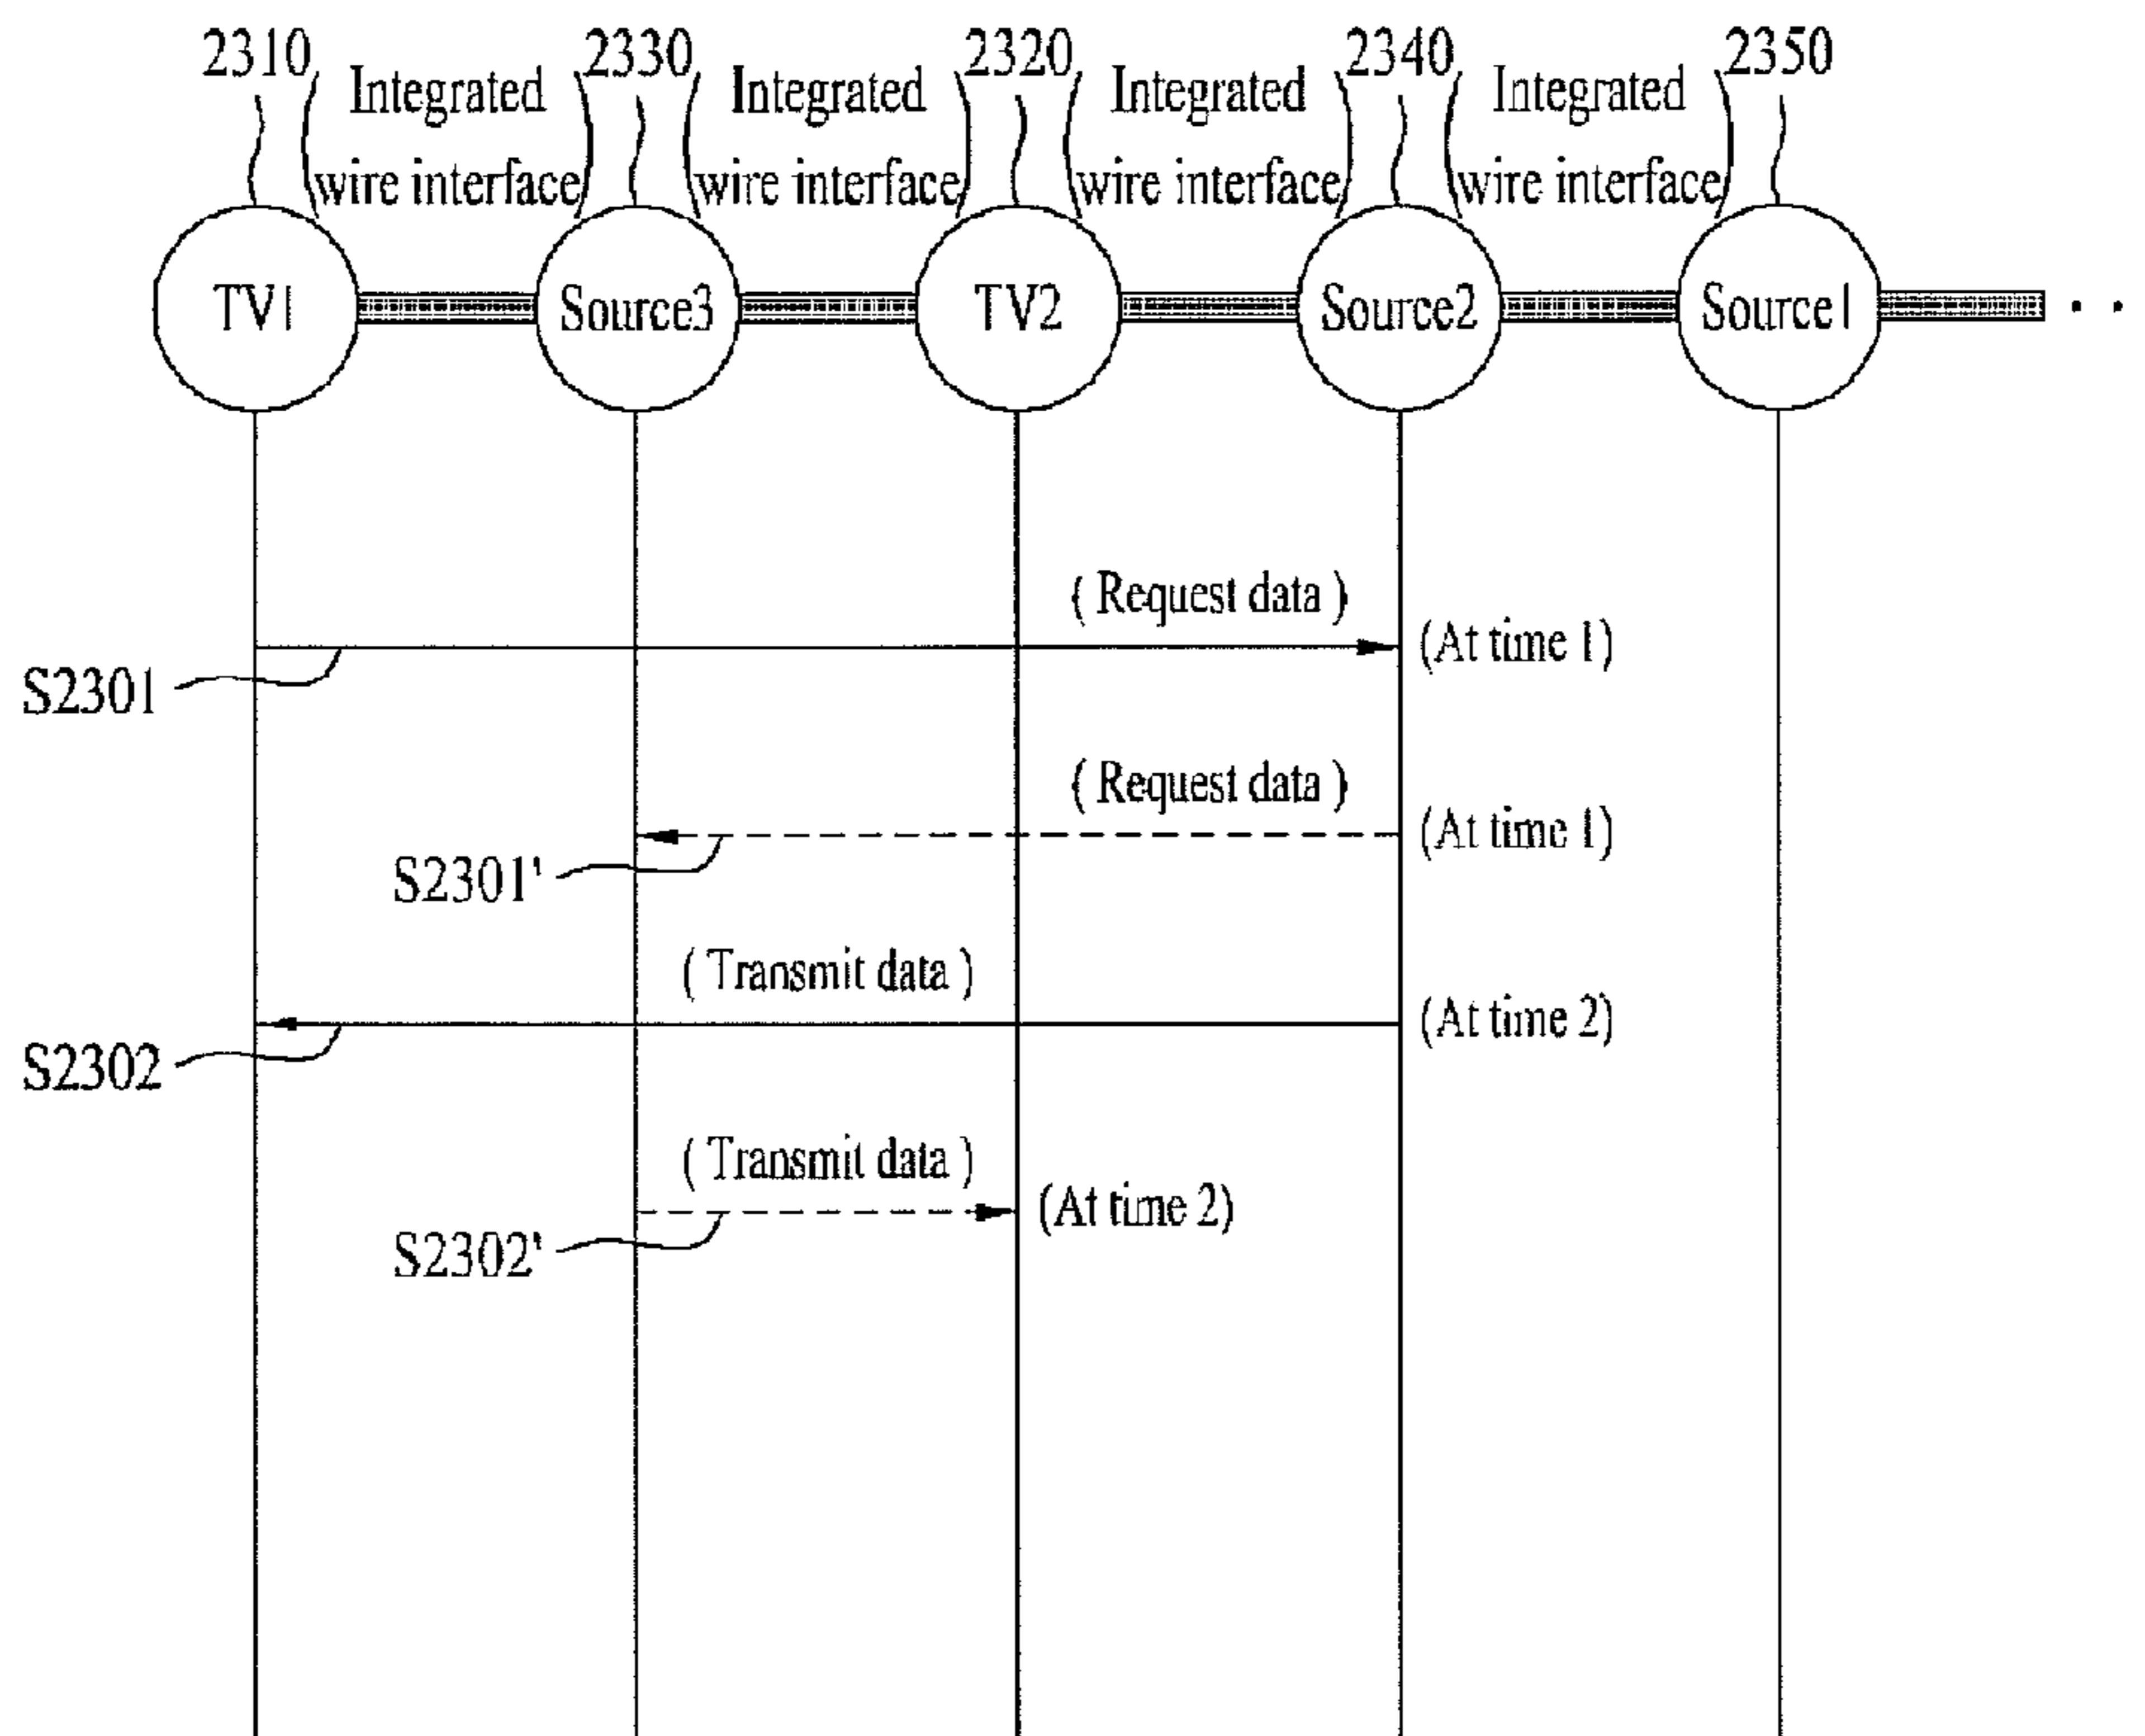 2310 2330 2320 2340 2350
Integrated Integrated Integrated Integrated
wire interface wire interface wire interface wire interface
TV1 Source3 TV2 Source2 Source1
( Request data )
(At time 1)
S2301
( Request data )
(At time 1)
S2301'
( Transmit data )
(At time 2)
S2302
( Transmit data )
(At time 2)
S2302'